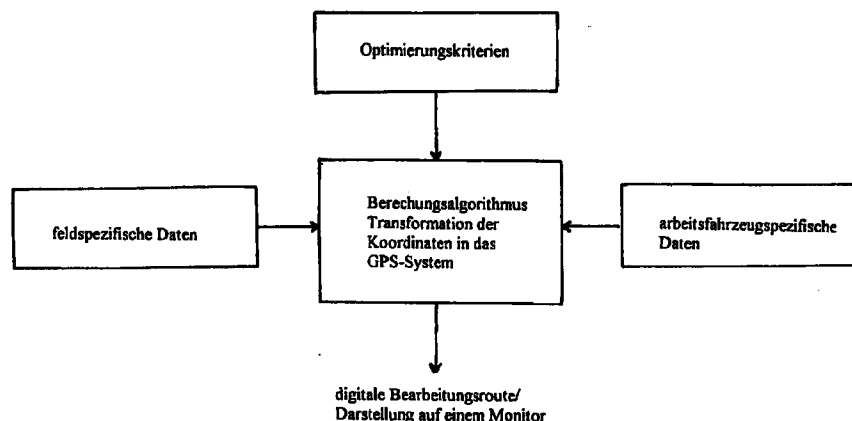 Optimierungskriterien
feldspezifische Daten
Berechungsalgorithmus
Transformation der
Koordinaten in das
GPS-System
arbeitsfahrzeugspezifische
Daten
digitale Bearbeitungsroute/
Darstellung auf einem Monitor